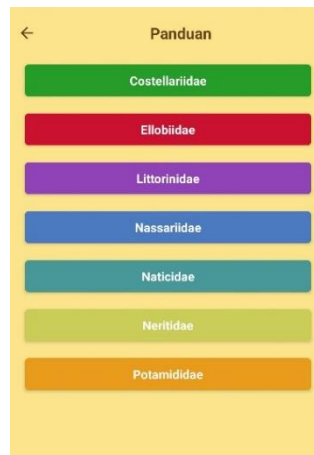 Panduan
Costellariidae
Ellobiidae
Littorinidae
Nassariidae
Naticidae
Neritidae
Potamididae